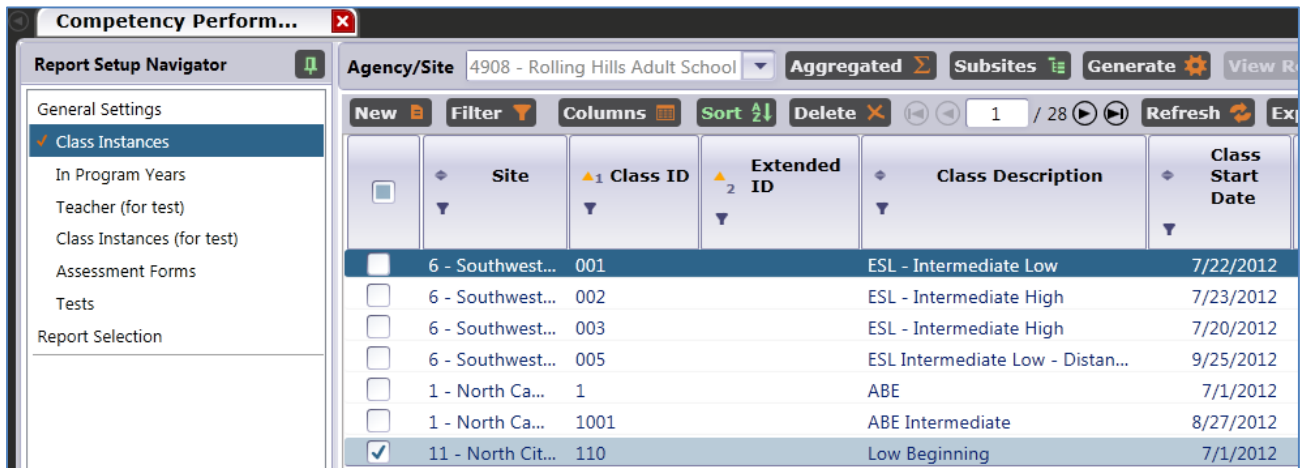 Competency Perform...
Report Setup Navigator
General Settings
Class Instances
In Program Years
Teacher (for test)
Class Instances (for test)
Assessment Forms
Tests
Report Selection
Agency/Site 4908 - Rolling Hills Adult School Aggregated Subsites Generate View R
New Filter Columns Sort Delete 1 / 28 Refresh Ex
Site 1 Class ID 2 Extended ID Class Description Class Start Date
6 - Southwest... 001 ESL - Intermediate Low 7/22/2012
6 - Southwest... 002 ESL - Intermediate High 7/23/2012
6 - Southwest... 003 ESL - Intermediate High 7/20/2012
6 - Southwest... 005 ESL Intermediate Low - Distan... 9/25/2012
1 - North Ca... 1 ABE 7/1/2012
1 - North Ca... 1001 ABE Intermediate 8/27/2012
11 - North Cit... 110 Low Beginning 7/1/2012